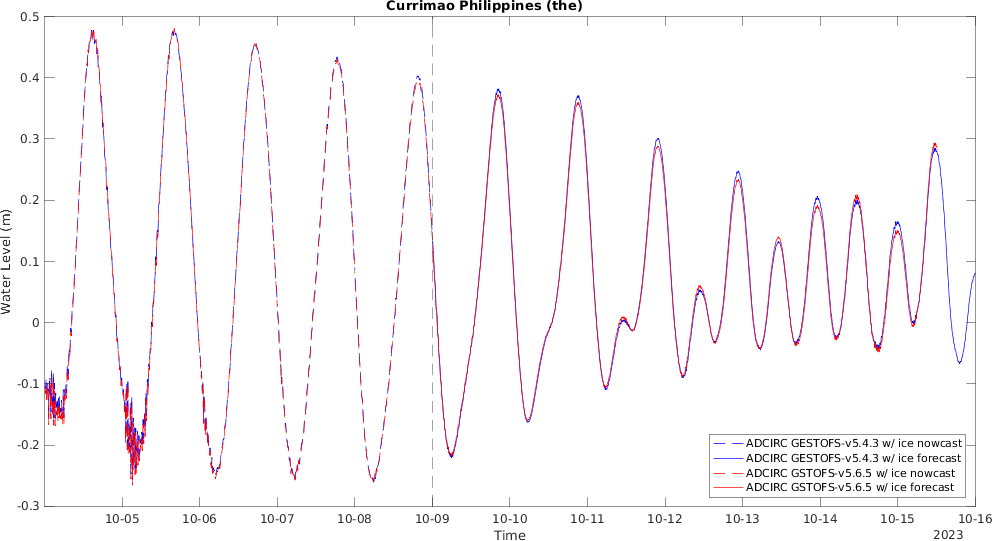 Currimao Philippines (the)
0.5
0.4
0.3
0.2
0.1
0
-0.1
-0.2
-0.3
Water Level (m)
ADCIRC GESTOFS-v5.4.3 w/ ice nowcast
ADCIRC GESTOFS-v5.4.3 w/ ice forecast
ADCIRC GSTOFS-v5.6.5 w/ ice nowcast
ADCIRC GSTOFS-v5.6.5 w/ ice forecast
10-05 10-06 10-07 10-08 10-09 10-10 10-11 10-12 10-13 10-14 10-15 10-16
Time
2023